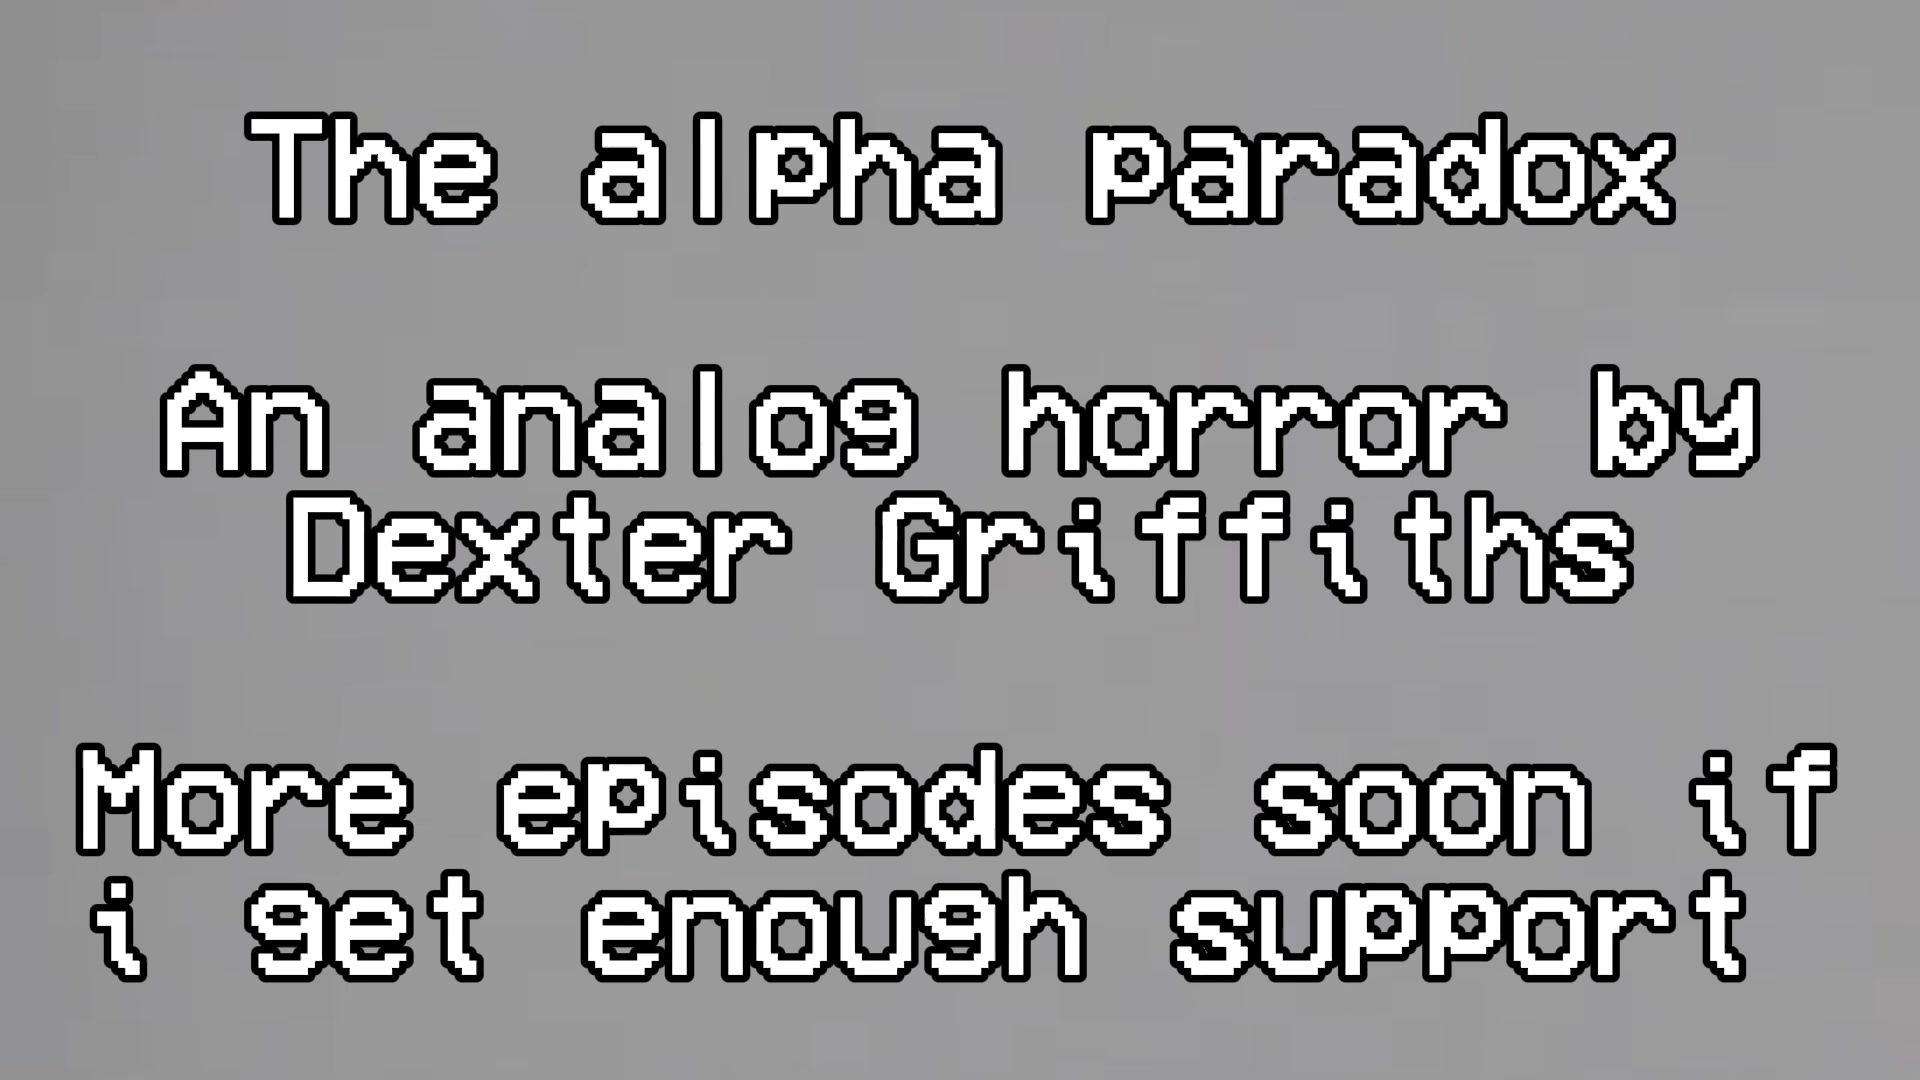 The alpha paradox
An analog horror by
Dexter Griffiths
More episodes soon if
i get enough support